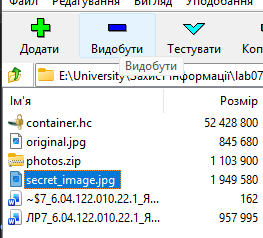 Файл Редагування Вигляд Уподобання
Додати Видобути Тестувати
Видобути
E:\University\Захист інформації\lab07
Ім'я Розмір
container.hc 52 428 800
original.jpg 845 680
photos.zip 1 103 900
secret_image.jpg 1 949 580
~$7_6.04.122.010.22.1_Я... 162
ЛР7_6.04.122.010.22.1_Я... 957 995